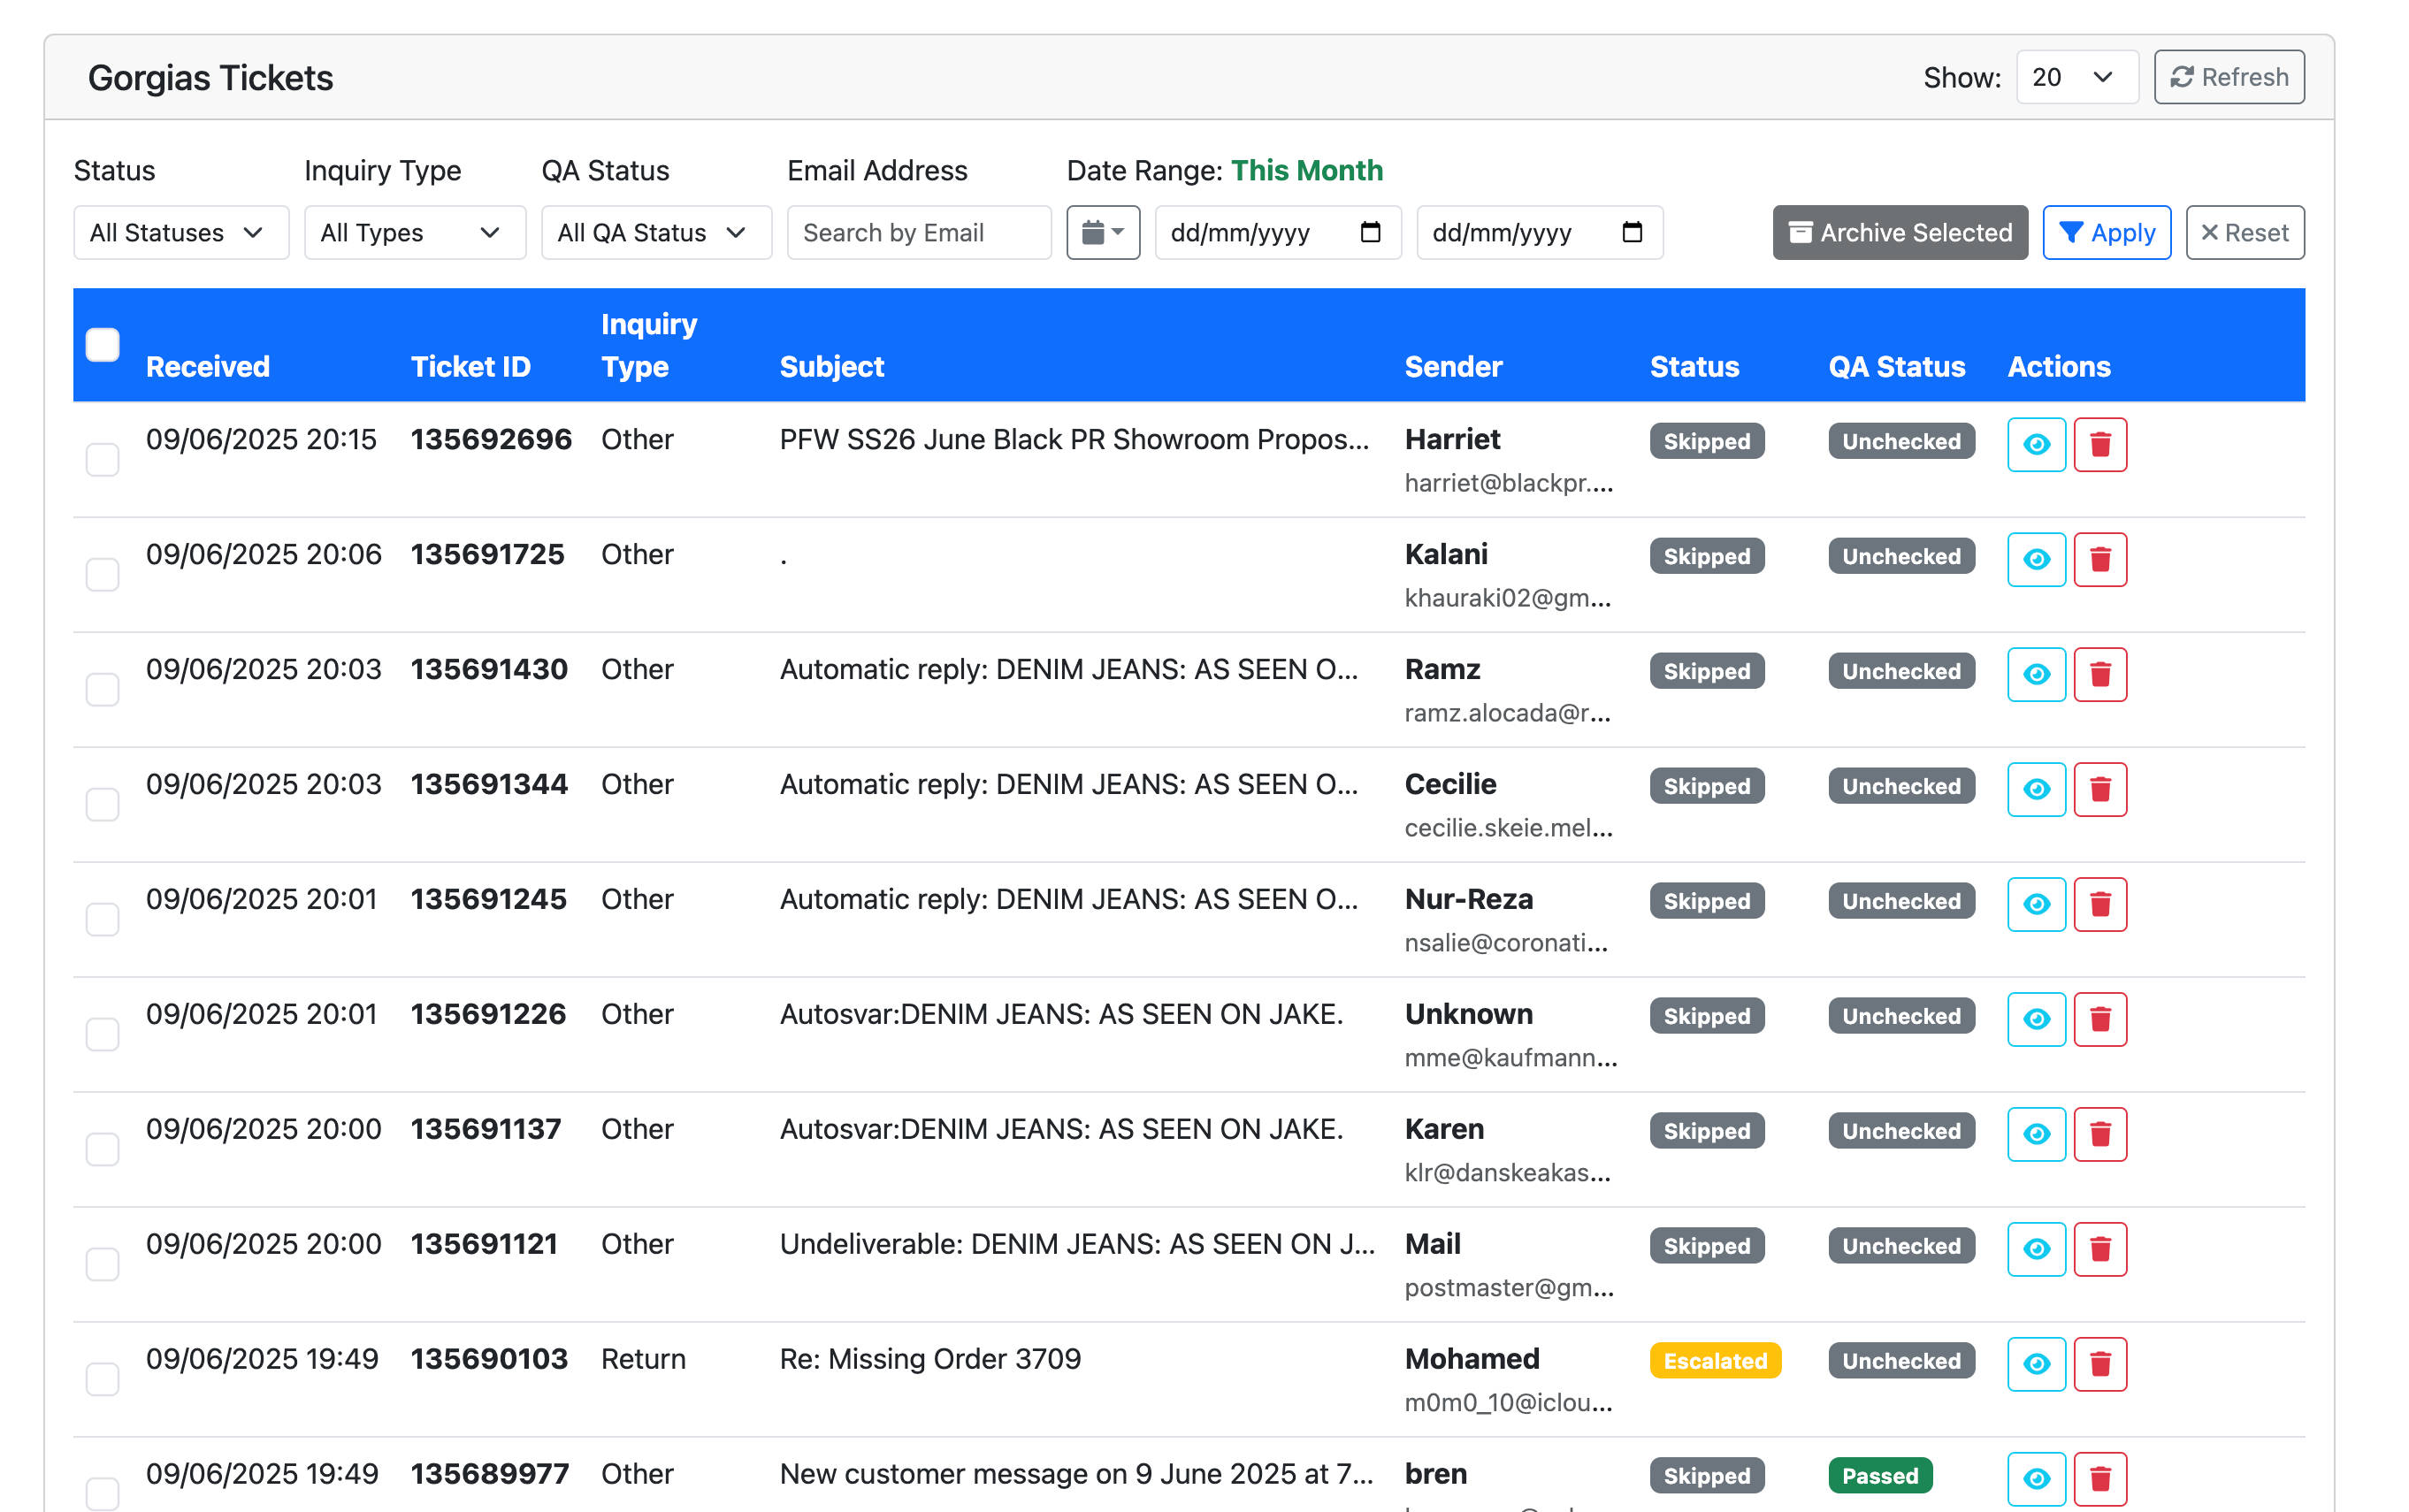 Gorgias Tickets
Show: 20 Refresh
Status Inquiry Type QA Status Email Address Date Range: This Month
All Statuses All Types All QA Status Search by Email dd/mm/yyyy dd/mm/yyyy Archive Selected Apply Reset
Received Ticket ID Inquiry Type Subject Sender Status QA Status Actions
09/06/2025 20:15 135692696 Other PFW SS26 June Black PR Showroom Propos... Harriet Skipped Unchecked
harriet@blackpr....
09/06/2025 20:06 135691725 Other . Kalani Skipped Unchecked
khauraki02@gm...
09/06/2025 20:03 135691430 Other Automatic reply: DENIM JEANS: AS SEEN O... Ramz Skipped Unchecked
ramz.alocada@r...
09/06/2025 20:03 135691344 Other Automatic reply: DENIM JEANS: AS SEEN O... Cecilie Skipped Unchecked
cecilie.skeie.mel...
09/06/2025 20:01 135691245 Other Automatic reply: DENIM JEANS: AS SEEN O... Nur-Reza Skipped Unchecked
nsalie@coronati...
09/06/2025 20:01 135691226 Other Autosvar:DENIM JEANS: AS SEEN ON JAKE. Unknown Skipped Unchecked
mme@kaufmann...
09/06/2025 20:00 135691137 Other Autosvar:DENIM JEANS: AS SEEN ON JAKE. Karen Skipped Unchecked
klr@danskeakas...
09/06/2025 20:00 135691121 Other Undeliverable: DENIM JEANS: AS SEEN ON J... Mail Skipped Unchecked
postmaster@gm...
09/06/2025 19:49 135690103 Return Re: Missing Order 3709 Mohamed Escalated Unchecked
m0m0_10@iclou...
09/06/2025 19:49 135689977 Other New customer message on 9 June 2025 at 7... bren Skipped Passed